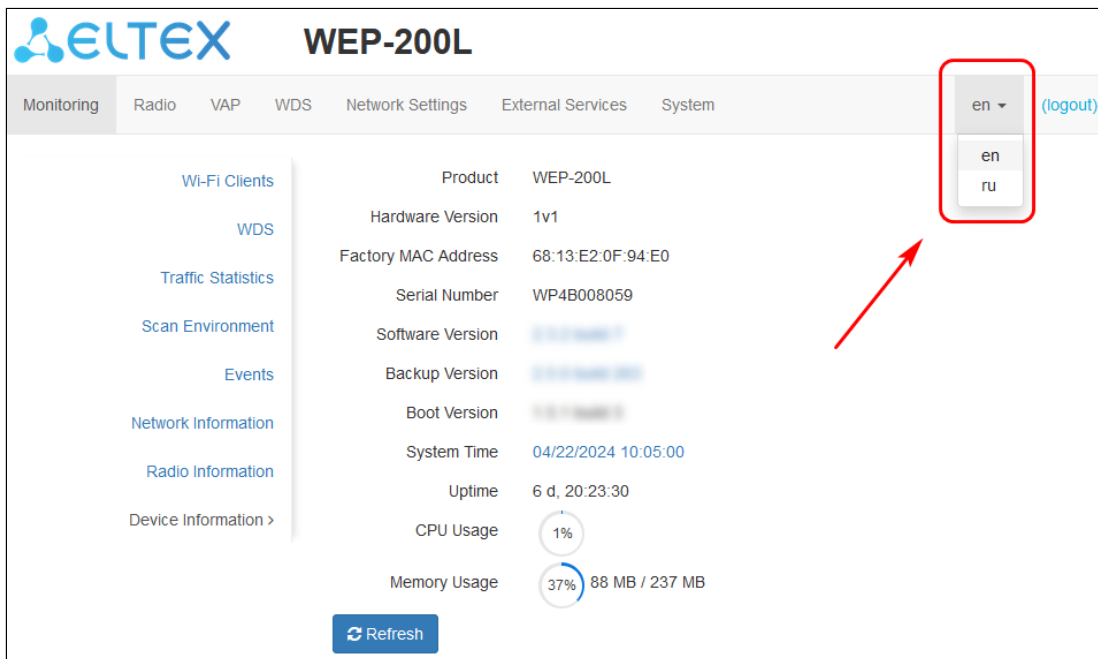 ELTEX WEP-200L
Monitoring Radio VAP WDS Network Settings External Services System en (logout)
en
ru
Wi-Fi Clients
WDS
Traffic Statistics
Scan Environment
Events
Network Information
Radio Information
Device Information >
Product WEP-200L
Hardware Version 1v1
Factory MAC Address 68:13:E2:0F:94:E0
Serial Number WP4B008059
Software Version
Backup Version
Boot Version
System Time 04/22/2024 10:05:00
Uptime 6 d, 20:23:30
CPU Usage 1%
Memory Usage 37% 88 MB / 237 MB
Refresh